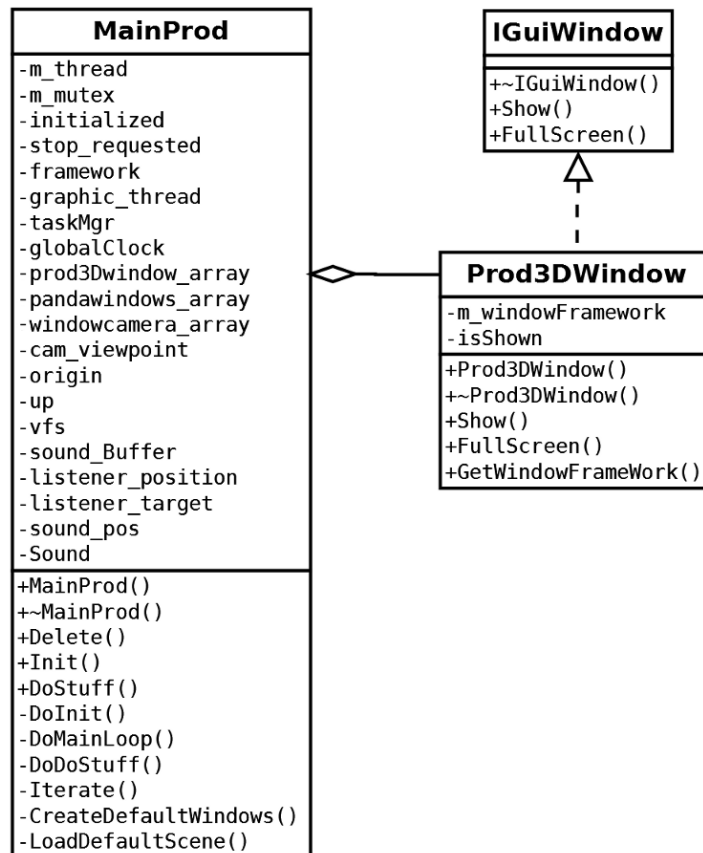 MainProd
-m_thread
-m_mutex
-initialized
-stop_requested
-framework
-graphic_thread
-taskMgr
-globalClock
-prod3Dwindow_array
-pandawindows_array
-windowcamera_array
-cam_viewpoint
-origin
-up
-vfs
-sound_Buffer
-listener_position
-listener_target
-sound_pos
-Sound
+MainProd()
+~MainProd()
+Delete()
+Init()
+DoStuff()
-DoInit()
-DoMainLoop()
-DoDoStuff()
-Iterate()
-CreateDefaultWindows()
-LoadDefaultScene()
IGuiWindow
+~IGuiWindow()
+Show()
+FullScreen()
Prod3DWindow
-m_windowFramework
-isShown
+Prod3DWindow()
+~Prod3DWindow()
+Show()
+FullScreen()
+GetWindowFrameWork()